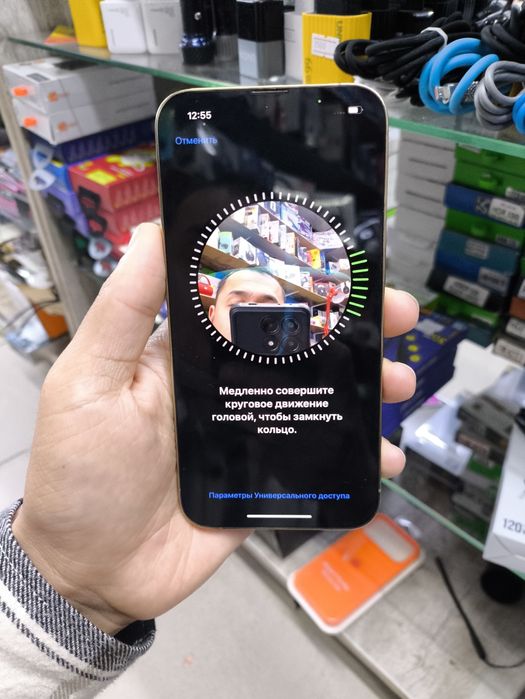 12:55
Отменить
Медленно совершите
круговое движение
головой, чтобы замкнуть
кольцо.
Параметры Универсального доступа